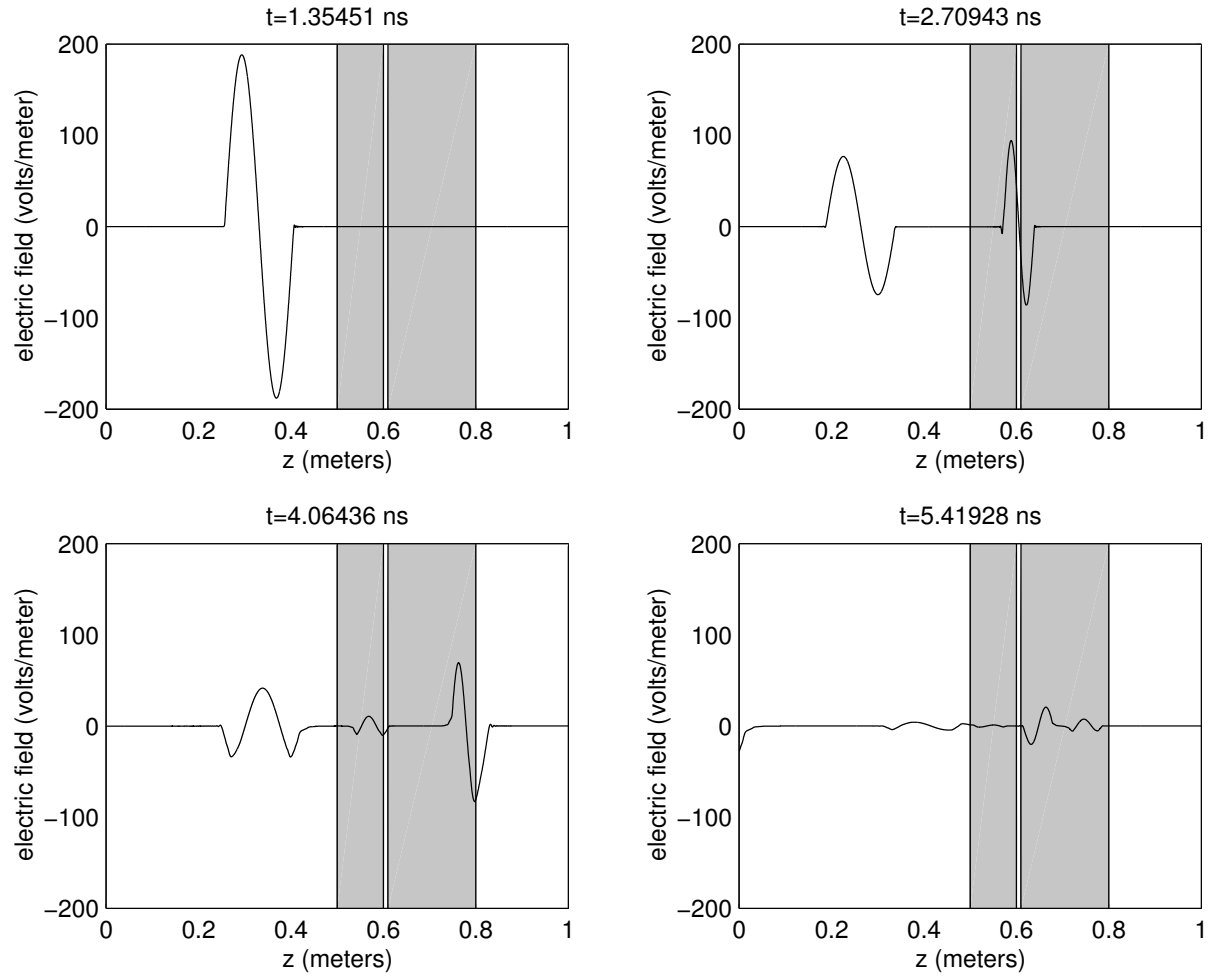 t=1.35451 ns
200
100
0
−100
−200
electric field (volts/meter)
0 0.2 0.4 0.6 0.8 1
z (meters)
t=2.70943 ns
200
100
0
−100
−200
electric field (volts/meter)
0 0.2 0.4 0.6 0.8 1
z (meters)
t=4.06436 ns
200
100
0
−100
−200
electric field (volts/meter)
0 0.2 0.4 0.6 0.8 1
z (meters)
t=5.41928 ns
200
100
0
−100
−200
electric field (volts/meter)
0 0.2 0.4 0.6 0.8 1
z (meters)